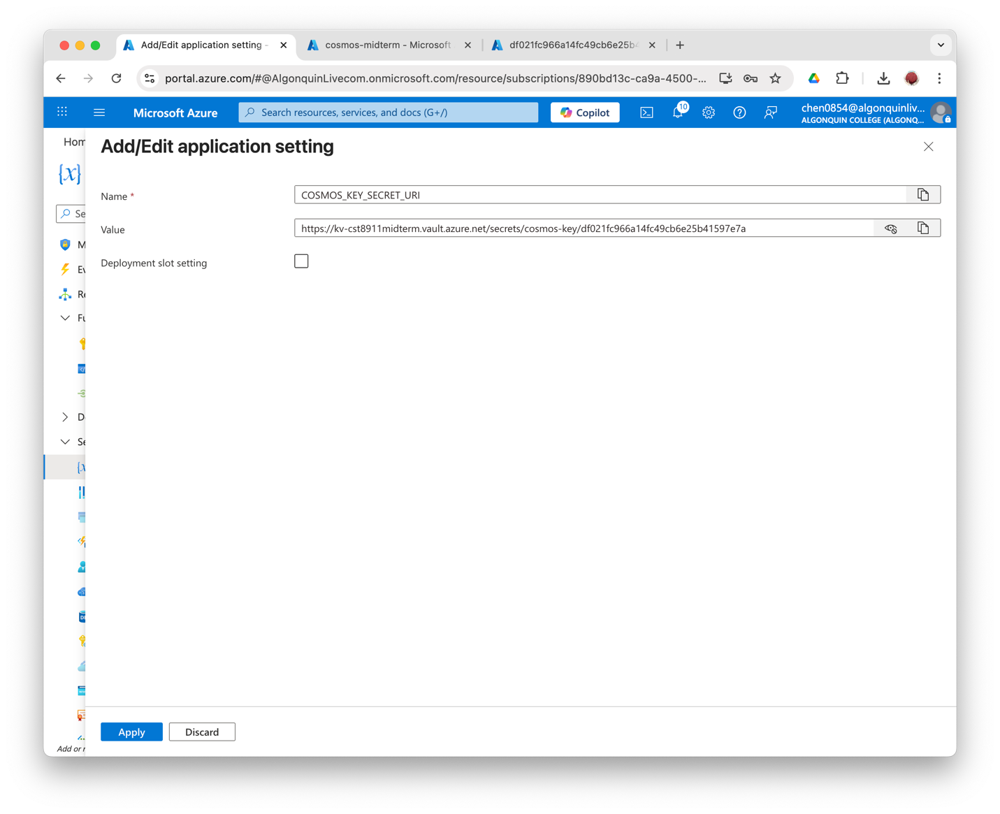 Add/Edit application setting -
cosmos-midterm - Microsoft
df021fc966a14fc49cb6e25b4
portal.azure.com/#@AlgonquinLivecom.onmicrosoft.com/resource/subscriptions/890bd13c-ca9a-4500-...
Microsoft Azure
Search resources, services, and docs (G+/)
Copilot
10
chen0854@algonquinliv...
ALGONQUIN COLLEGE (ALGONQ...
Hom
Add/Edit application setting
Name *
COSMOS_KEY_SECRET_URI
Se
Value
https://kv-cst8911midterm.vault.azure.net/secrets/cosmos-key/df021fc966a14fc49cb6e25b41597e7a
M
Deployment slot setting
Ev
Re
Fu
D
Se
Apply
Discard
Add or r